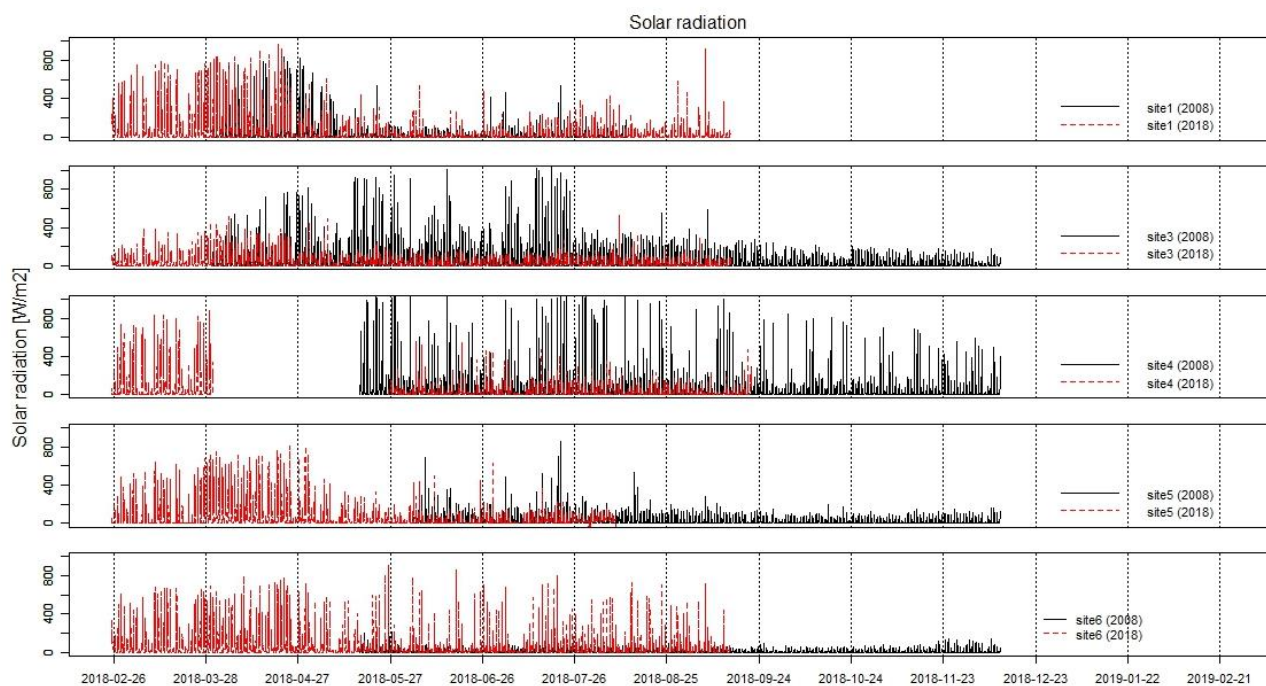 Solar radiation
Solar radiation [W/m2]
800
400
0
site1 (2008)
site1 (2018)
800
400
0
site3 (2008)
site3 (2018)
800
400
0
site4 (2008)
site4 (2018)
800
400
0
site5 (2008)
site5 (2018)
800
400
0
site6 (2008)
site6 (2018)
2018-02-26 2018-03-28 2018-04-27 2018-05-27 2018-06-26 2018-07-26 2018-08-25 2018-09-24 2018-10-24 2018-11-23 2018-12-23 2019-01-22 2019-02-21